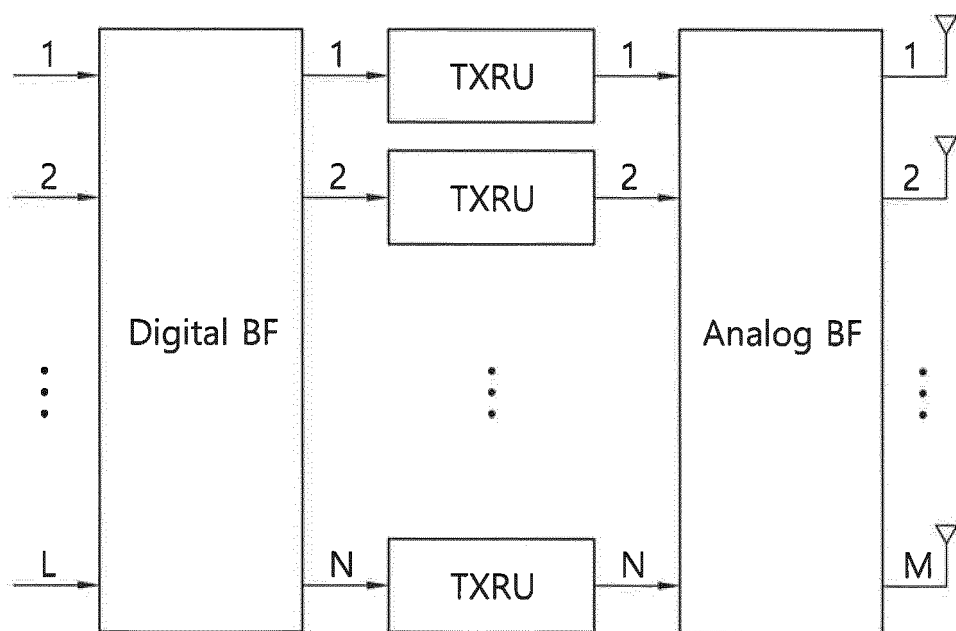 1 1 TXRU 1 1
2 2 TXRU 2 2
Digital BF Analog BF
L N TXRU N M